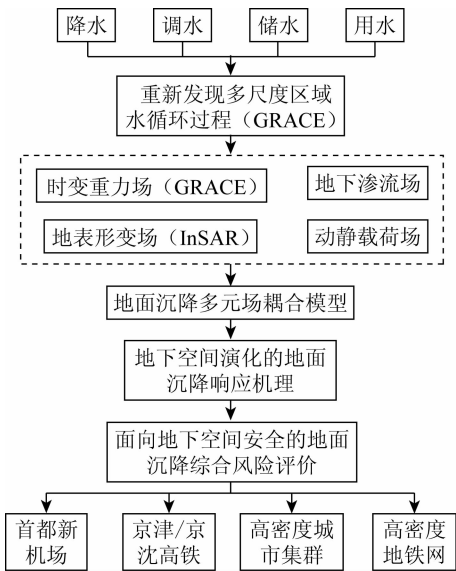 降水 调水 储水 用水
重新发现多尺度区域
水循环过程（GRACE）
时变重力场（GRACE） 地下渗流场
地表形变场（InSAR） 动静载荷场
地面沉降多元场耦合模型
地下空间演化的地面
沉降响应机理
面向地下空间安全的地面
沉降综合风险评价
首都新
机场
京津/京
沈高铁
高密度城
市集群
高密度
地铁网